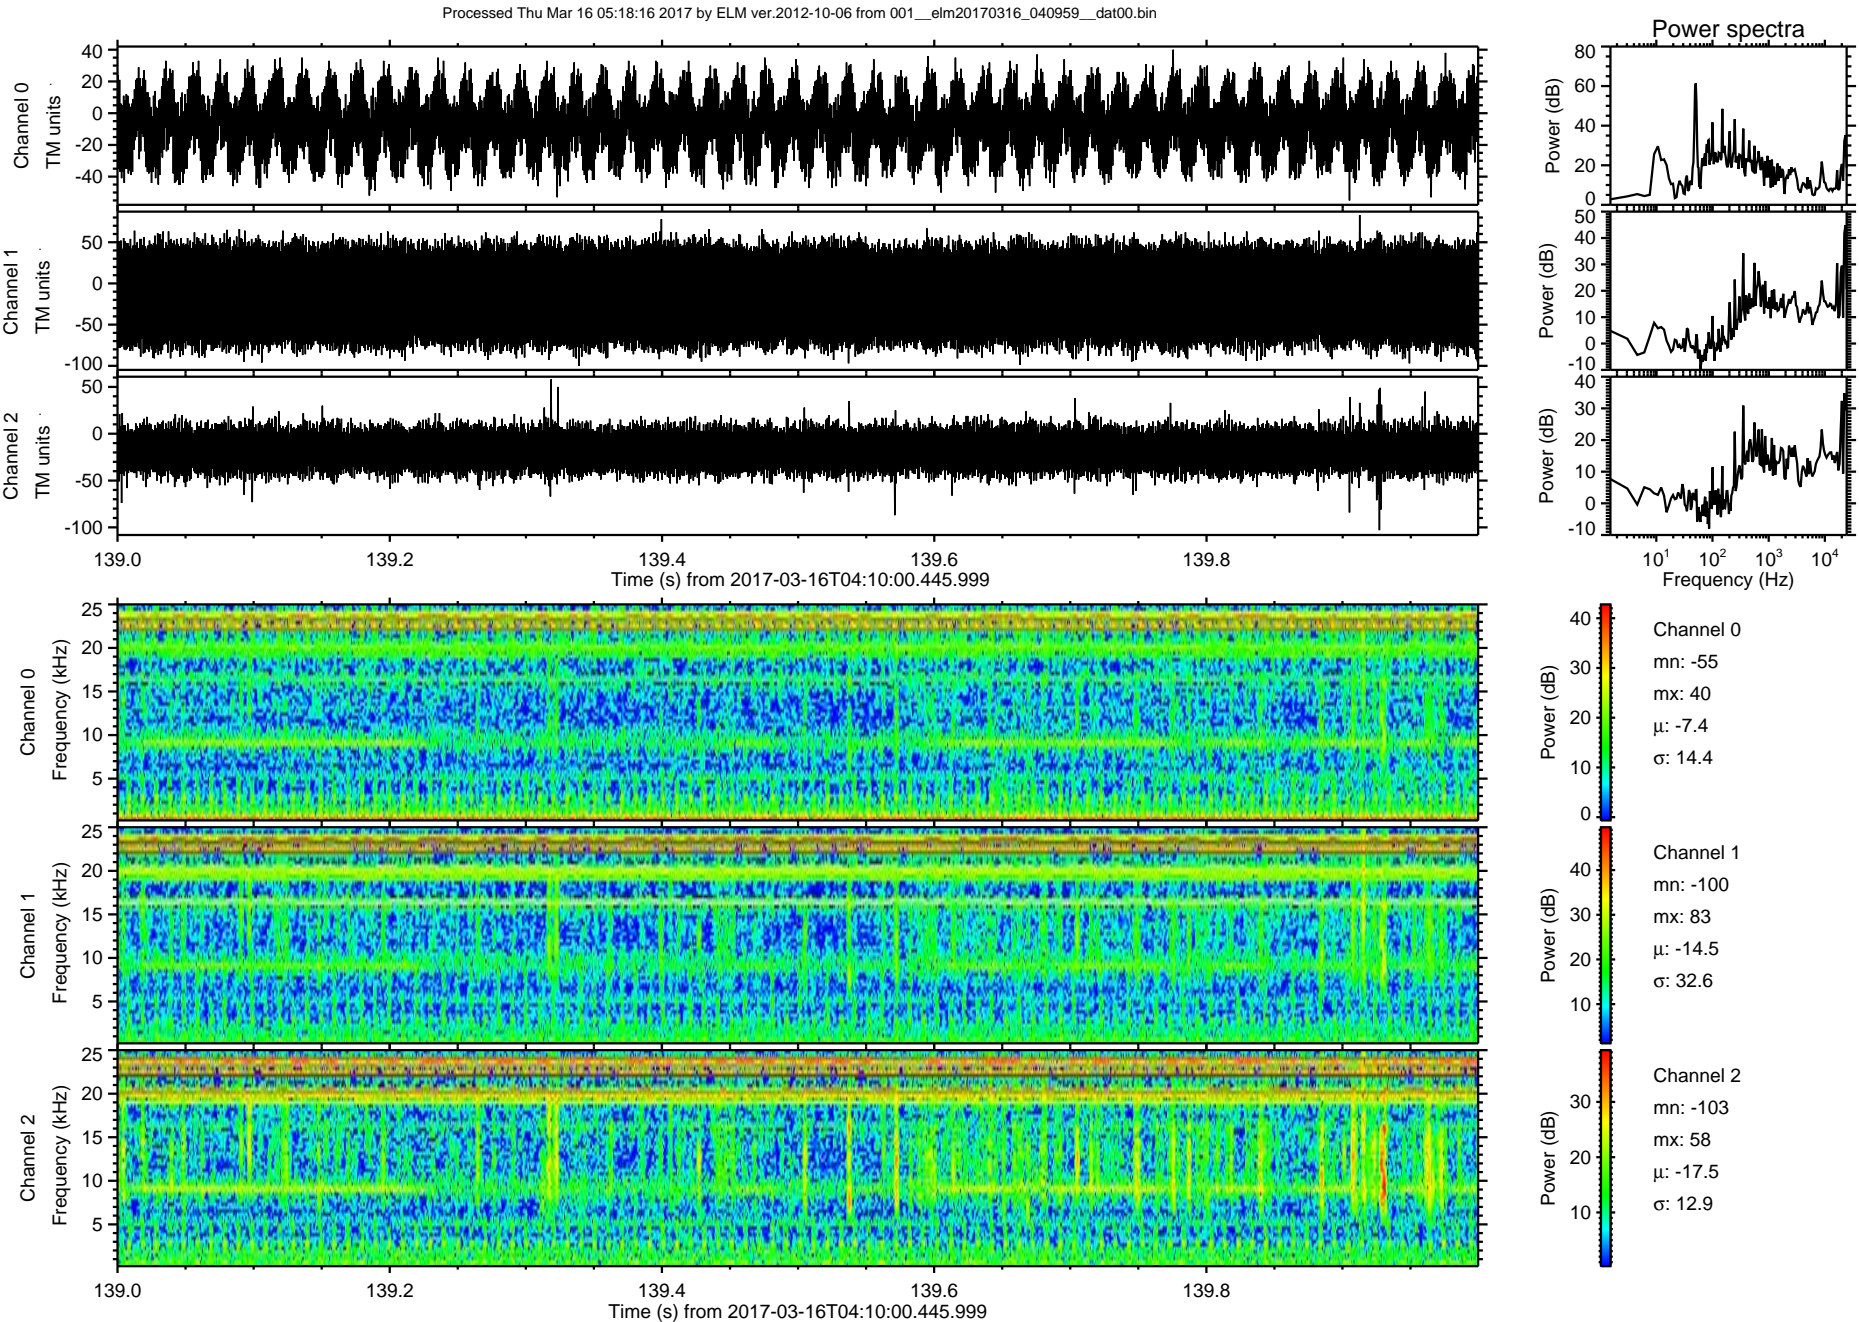 Processed Thu Mar 16 05:18:16 2017 by ELM ver.2012-10-06 from 001__elm20170316_040959__dat00.bin
Power spectra
Channel 0
TM units
40
20
0
-20
-40
Power (dB)
80
60
40
20
0
Channel 1
TM units
50
0
-50
-100
Power (dB)
50
40
30
20
10
0
-10
Channel 2
TM units
50
0
-50
-100
Power (dB)
40
30
20
10
0
-10
139.0 139.2 139.4 139.6 139.8
Time (s) from 2017-03-16T04:10:00.445.999
10^1 10^2 10^3 10^4
Frequency (Hz)
Channel 0
Frequency (kHz)
25
20
15
10
5
Power (dB)
40
30
20
10
0
Channel 0
mn: -55
mx: 40
μ: -7.4
σ: 14.4
Channel 1
Frequency (kHz)
25
20
15
10
5
Power (dB)
40
30
20
10
Channel 1
mn: -100
mx: 83
μ: -14.5
σ: 32.6
Channel 2
Frequency (kHz)
25
20
15
10
5
Power (dB)
30
20
10
Channel 2
mn: -103
mx: 58
μ: -17.5
σ: 12.9
139.0 139.2 139.4 139.6 139.8
Time (s) from 2017-03-16T04:10:00.445.999